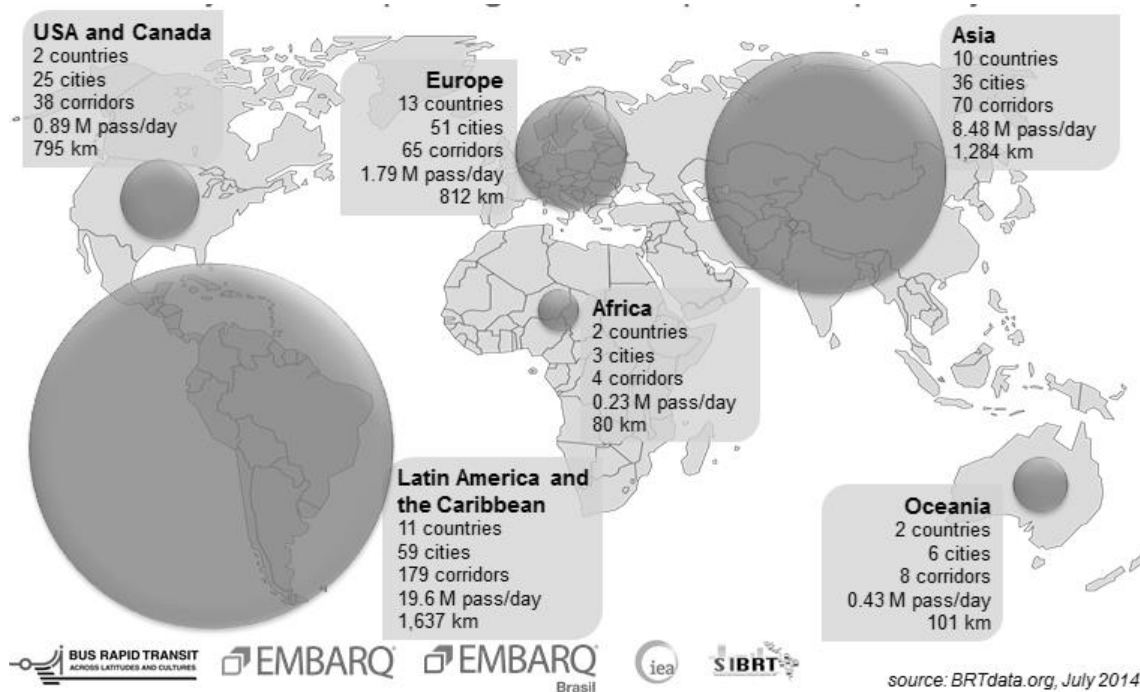 USA and Canada
2 countries
25 cities
38 corridors
0.89 M pass/day
795 km
Europe
13 countries
51 cities
65 corridors
1.79 M pass/day
812 km
Asia
10 countries
36 cities
70 corridors
8.48 M pass/day
1,284 km
Africa
2 countries
3 cities
4 corridors
0.23 M pass/day
80 km
Latin America and
the Caribbean
11 countries
59 cities
179 corridors
19.6 M pass/day
1,637 km
Oceania
2 countries
6 cities
8 corridors
0.43 M pass/day
101 km
BUS RAPID TRANSIT
ACROSS LATITUDES AND CULTURES
EMBARQ
EMBARQ
Brasil
iea
SIBRT
source: BRTdata.org, July 2014